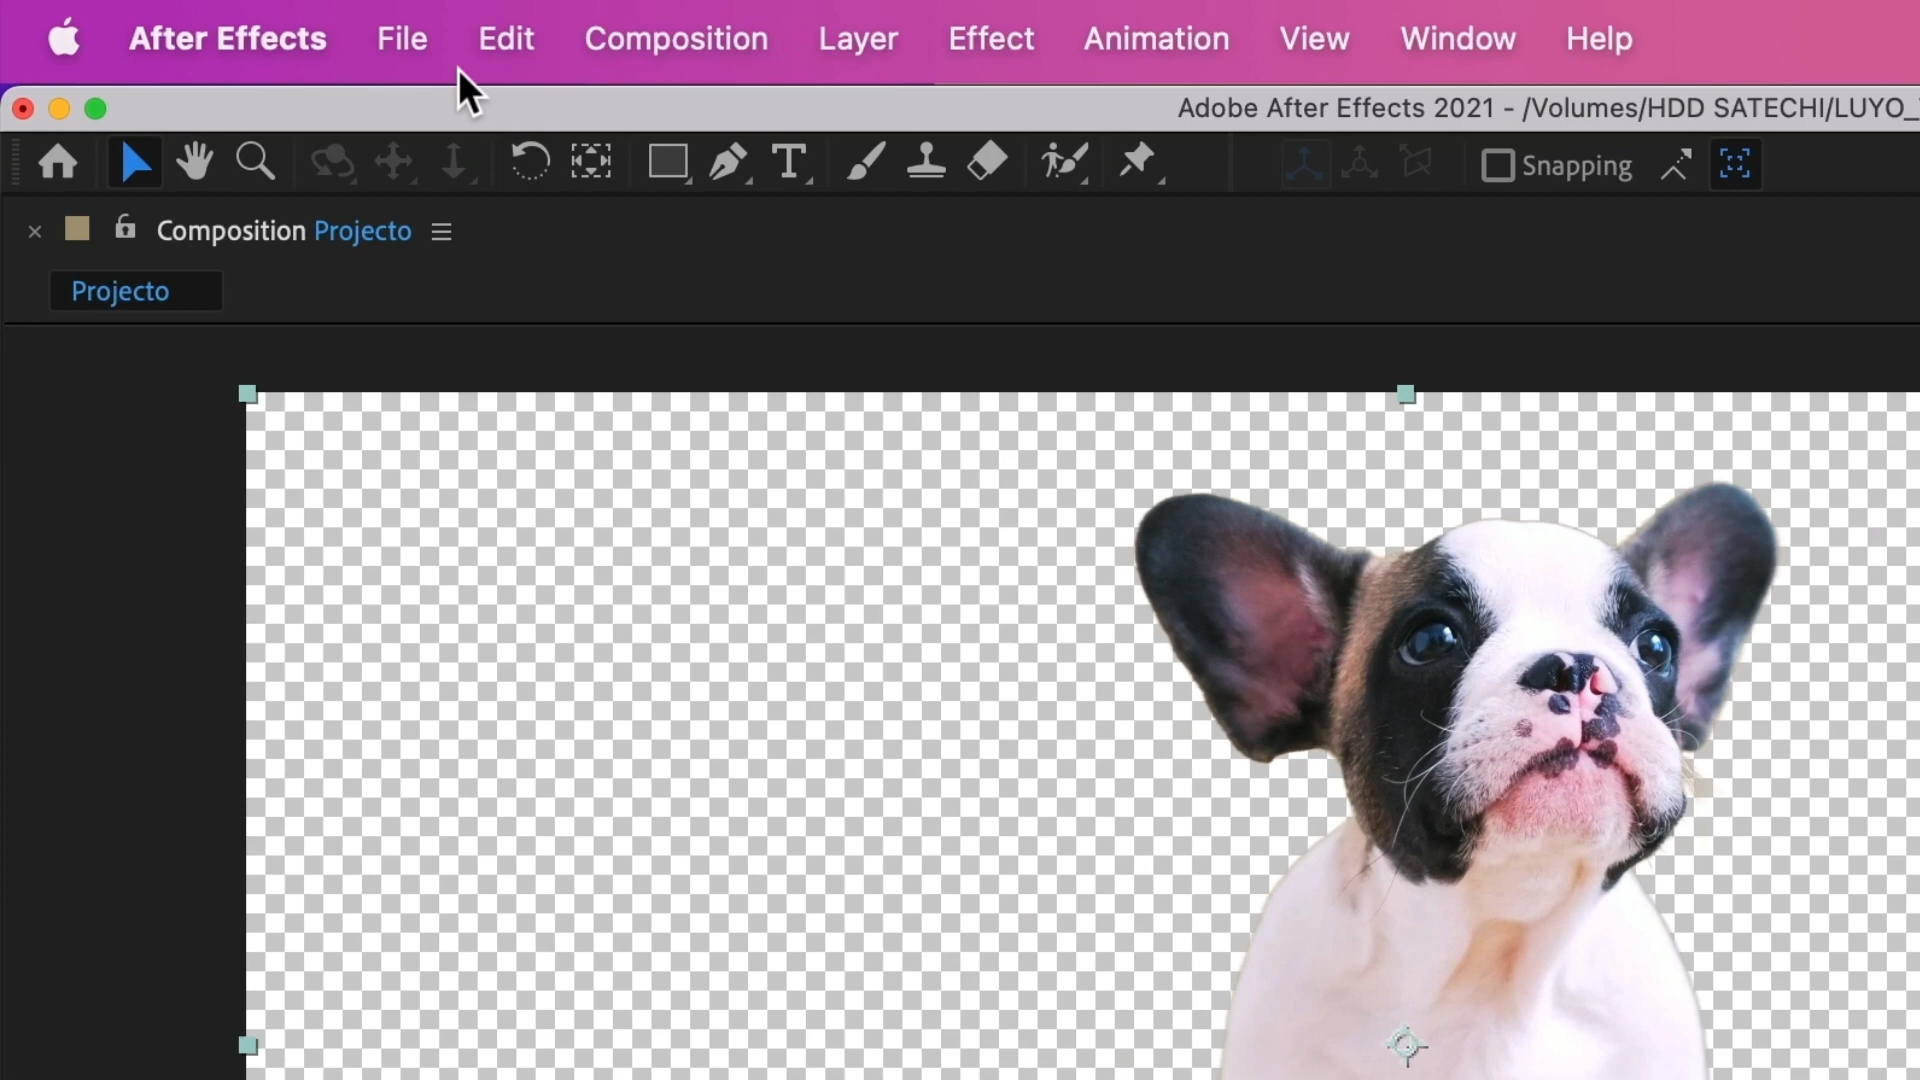 After Effects File Edit Composition Layer Effect Animation View Window Help
Adobe After Effects 2021 - /Volumes/HDD SATECHI/LUYO_
T Snapping
Composition Projecto
Projecto